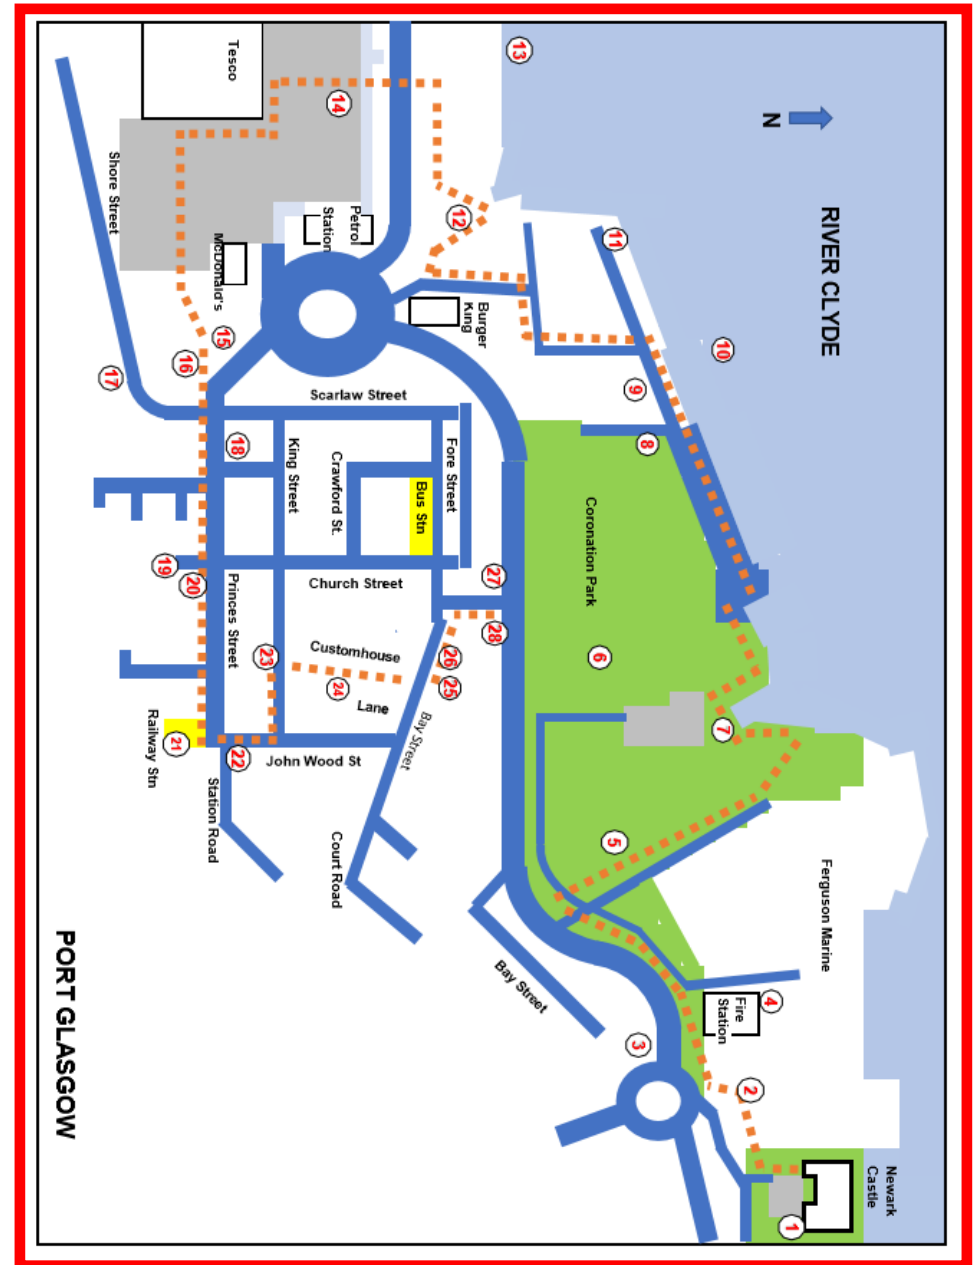 Tesco
13
14
N
Shore Street
RIVER CLYDE
Petrol
Station
12
McDonald's
11
Burger
King
15
10
16
17
9
Scarlaw Street
18
King Street
Crawford St.
Fore Street
8
Bus Stn
Coronation Park
19
20
Church Street
27
Princes Street
28
Customhouse
23
26
6
24
25
Lane
Bay Street
Railway Stn
21
22
John Wood St
7
Station Road
Court Road
5
Ferguson Marine
PORT GLASGOW
Bay Street
Fire
Station
4
3
2
Newark
Castle
1